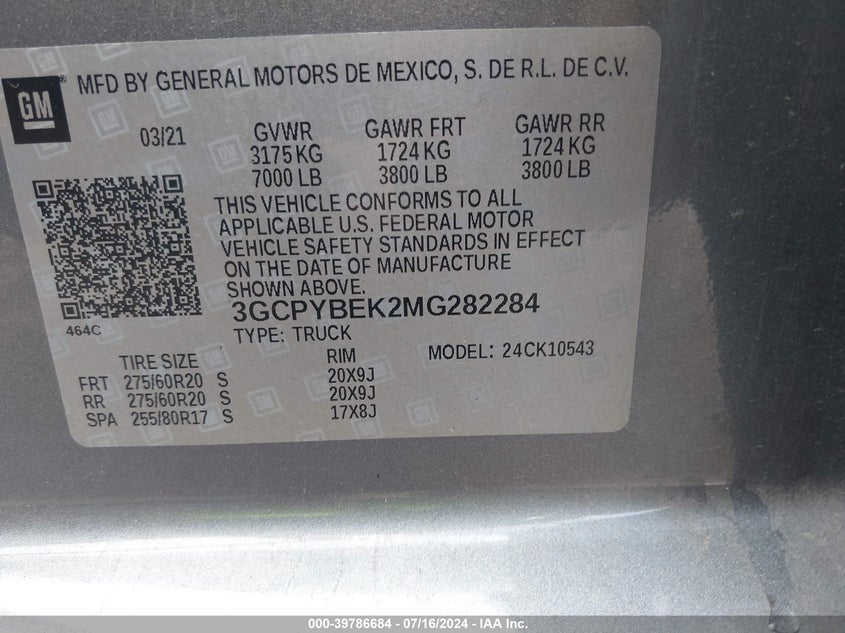 GM
MFD BY GENERAL MOTORS DE MEXICO, S. DE R.L. DE C.V.
03/21 GVWR GAWR FRT GAWR RR
3175 KG 1724 KG 1724 KG
7000 LB 3800 LB 3800 LB
THIS VEHICLE CONFORMS TO ALL
APPLICABLE U.S. FEDERAL MOTOR
VEHICLE SAFETY STANDARDS IN EFFECT
ON THE DATE OF MANUFACTURE
SHOWN ABOVE.
464C
3GCPYBEK2MG282284
TYPE: TRUCK
MODEL: 24CK10543
TIRE SIZE RIM
FRT 275/60R20 S 20X9J
RR 275/60R20 S 20X9J
SPA 255/80R17 S 17X8J
000-39786684 / 07/16/2024 - IAA Inc.